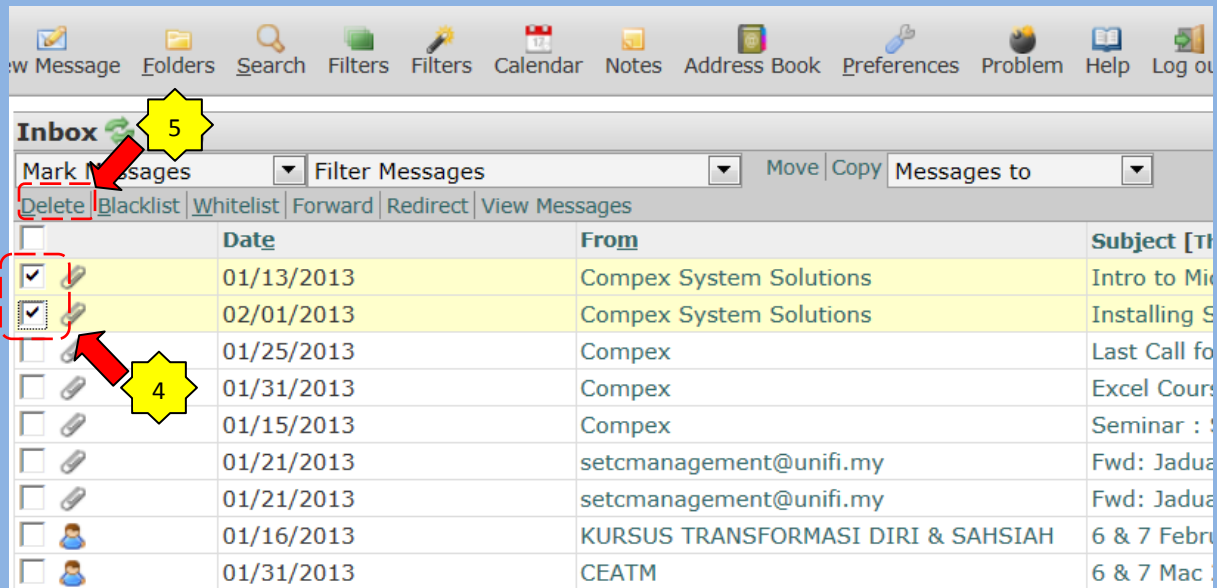 ew Message Folders Search Filters Filters Calendar Notes Address Book Preferences Problem Help Log ou
Inbox 5
Mark Messages Filter Messages Move Copy Messages to
Delete Blacklist Whitelist Forward Redirect View Messages
Date From Subject [Th
01/13/2013 Compex System Solutions Intro to Mic
02/01/2013 Compex System Solutions Installing S
01/25/2013 Compex Last Call fo
4 01/31/2013 Compex Excel Cours
01/15/2013 Compex Seminar : S
01/21/2013 setcmanagement@unifi.my Fwd: Jadua
01/21/2013 setcmanagement@unifi.my Fwd: Jadua
01/16/2013 KURSUS TRANSFORMASI DIRI & SAHSIAH 6 & 7 Febru
01/31/2013 CEATM 6 & 7 Mac